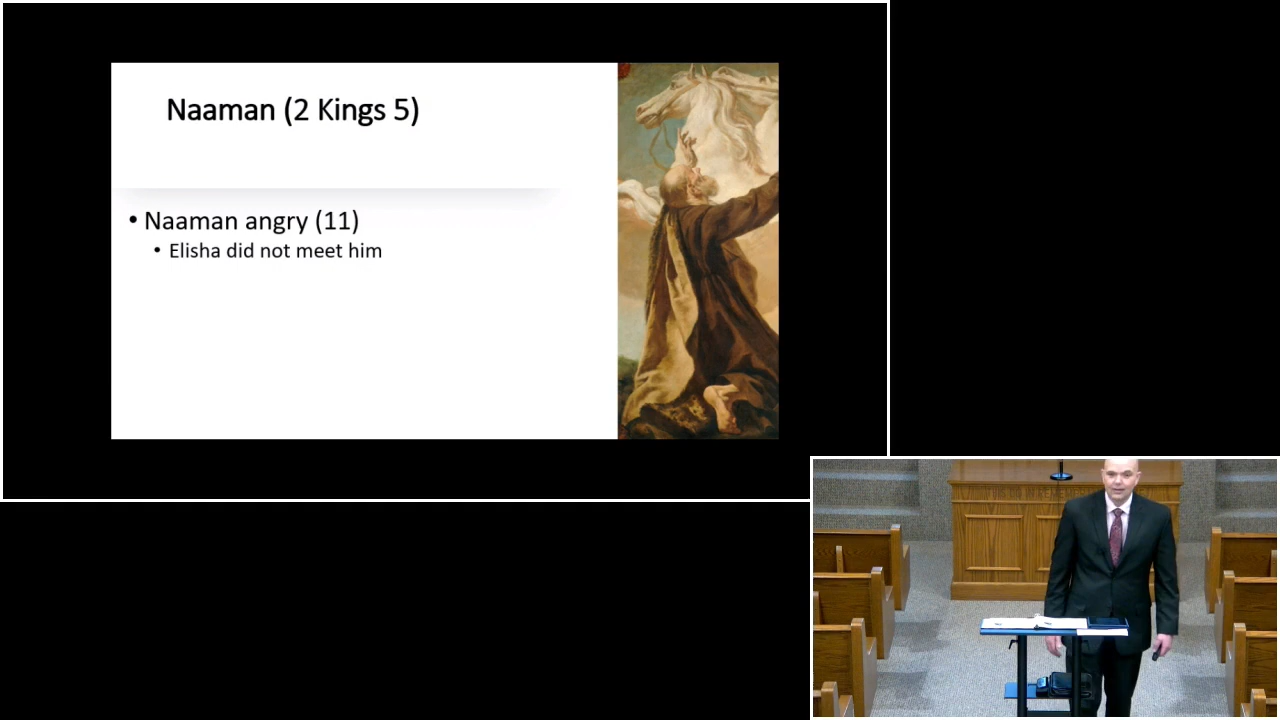 Naaman (2 Kings 5)
• Naaman angry (11)
• Elisha did not meet him